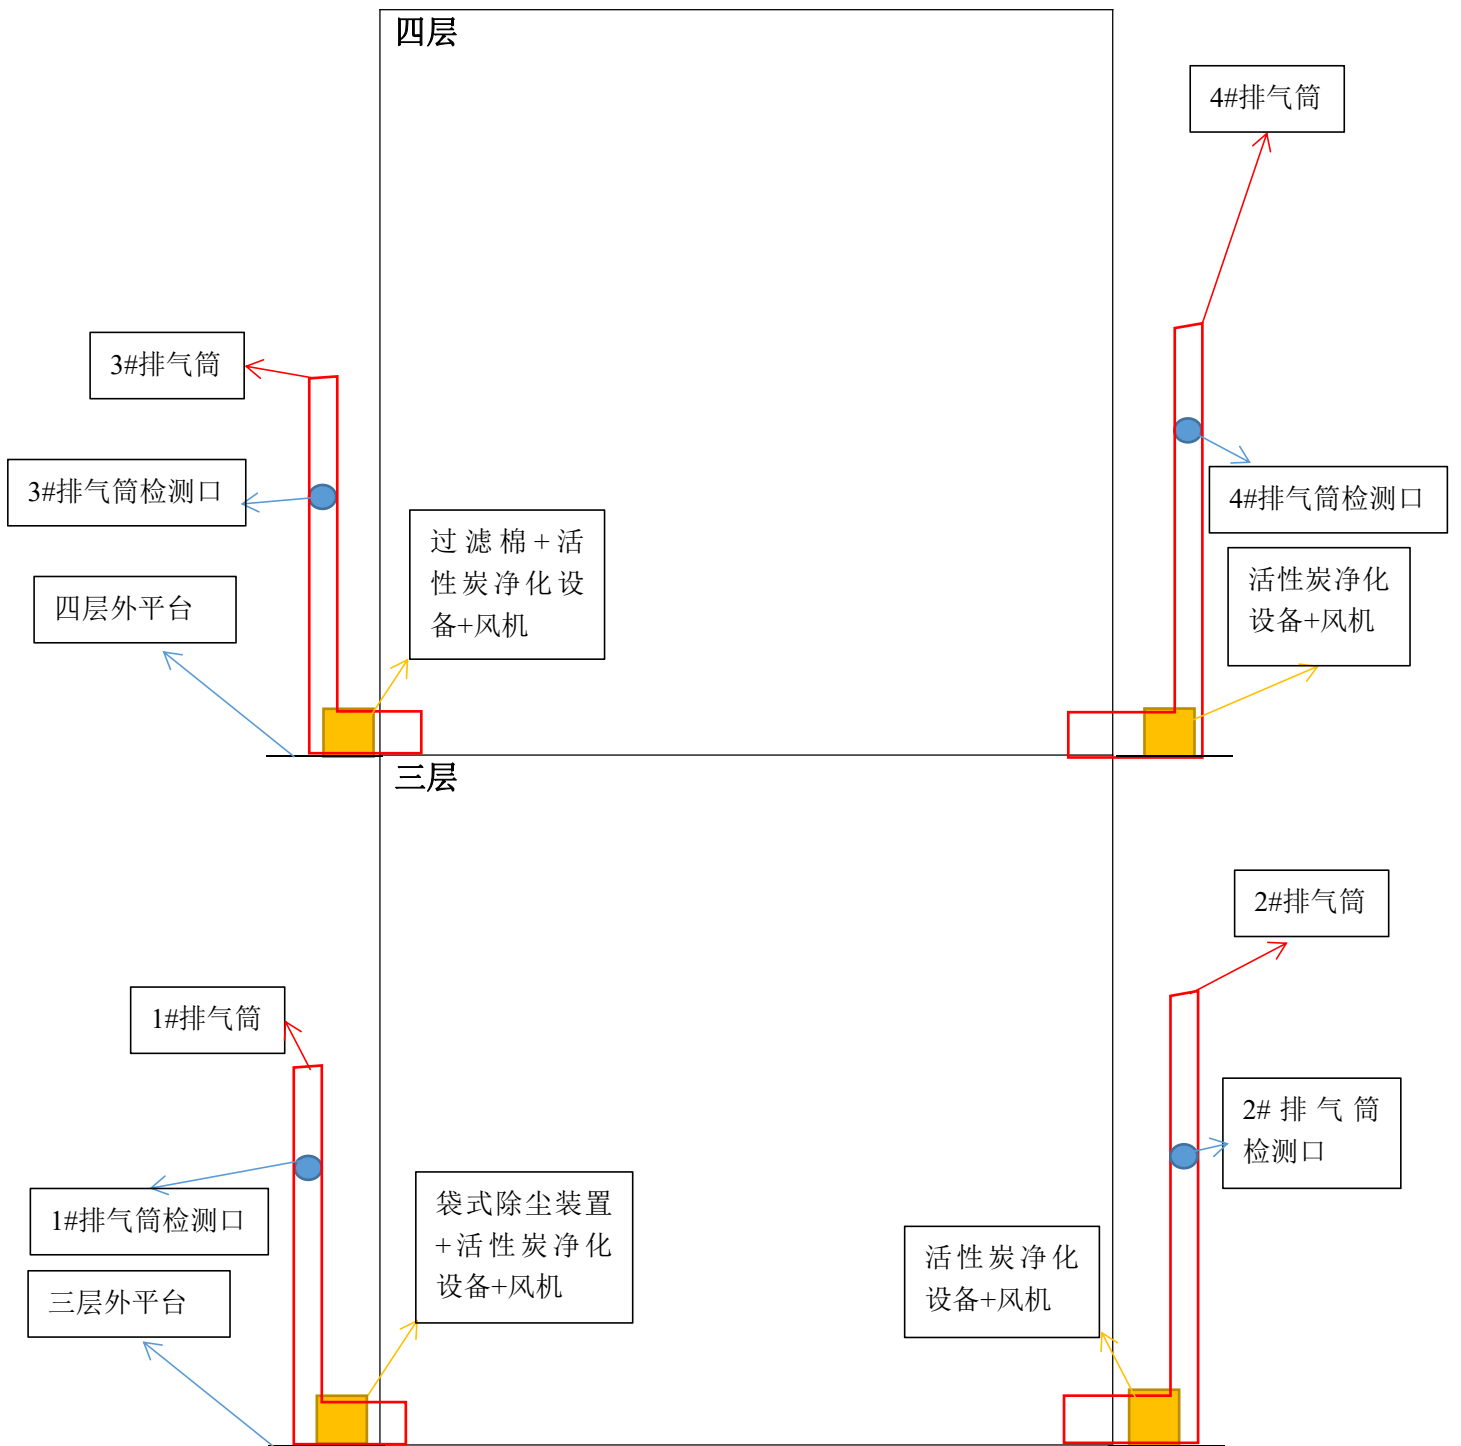 四层
4#排气筒
3#排气筒
3#排气筒检测口
4#排气筒检测口
过滤棉+活
性炭净化设
备+风机
四层外平台
活性炭净化
设备+风机
三层
2#排气筒
1#排气筒
2#排气筒
检测口
1#排气筒检测口
袋式除尘装置
+活性炭净化
设备+风机
活性炭净化
设备+风机
三层外平台